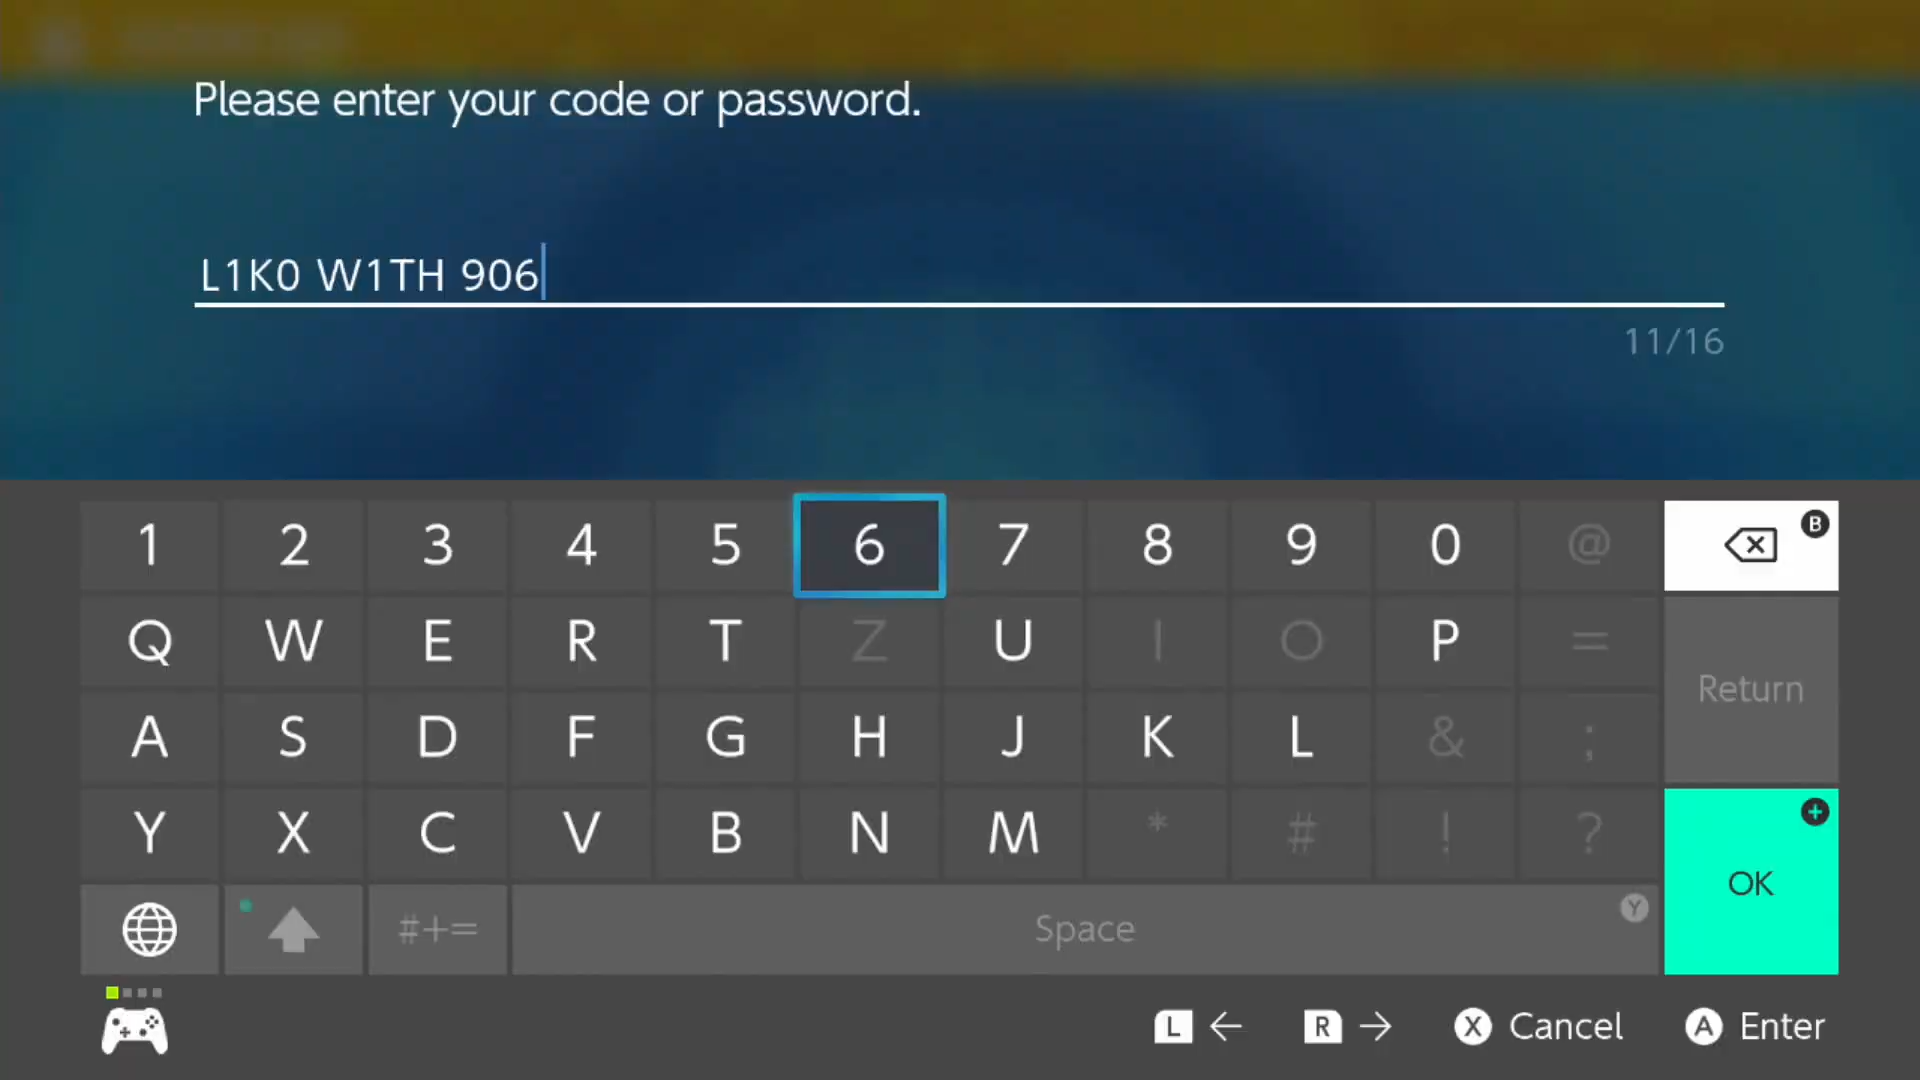 Please enter your code or password.
L1K0 W1TH 906
11/16
1 2 3 4 5 6 7 8 9 0 @ B
Q W E R T Z U I O P =
Return
A S D F G H J K L & ;
Y X C V B N M * # ! ? +
OK
#+= Space Y
L ← R → X Cancel A Enter